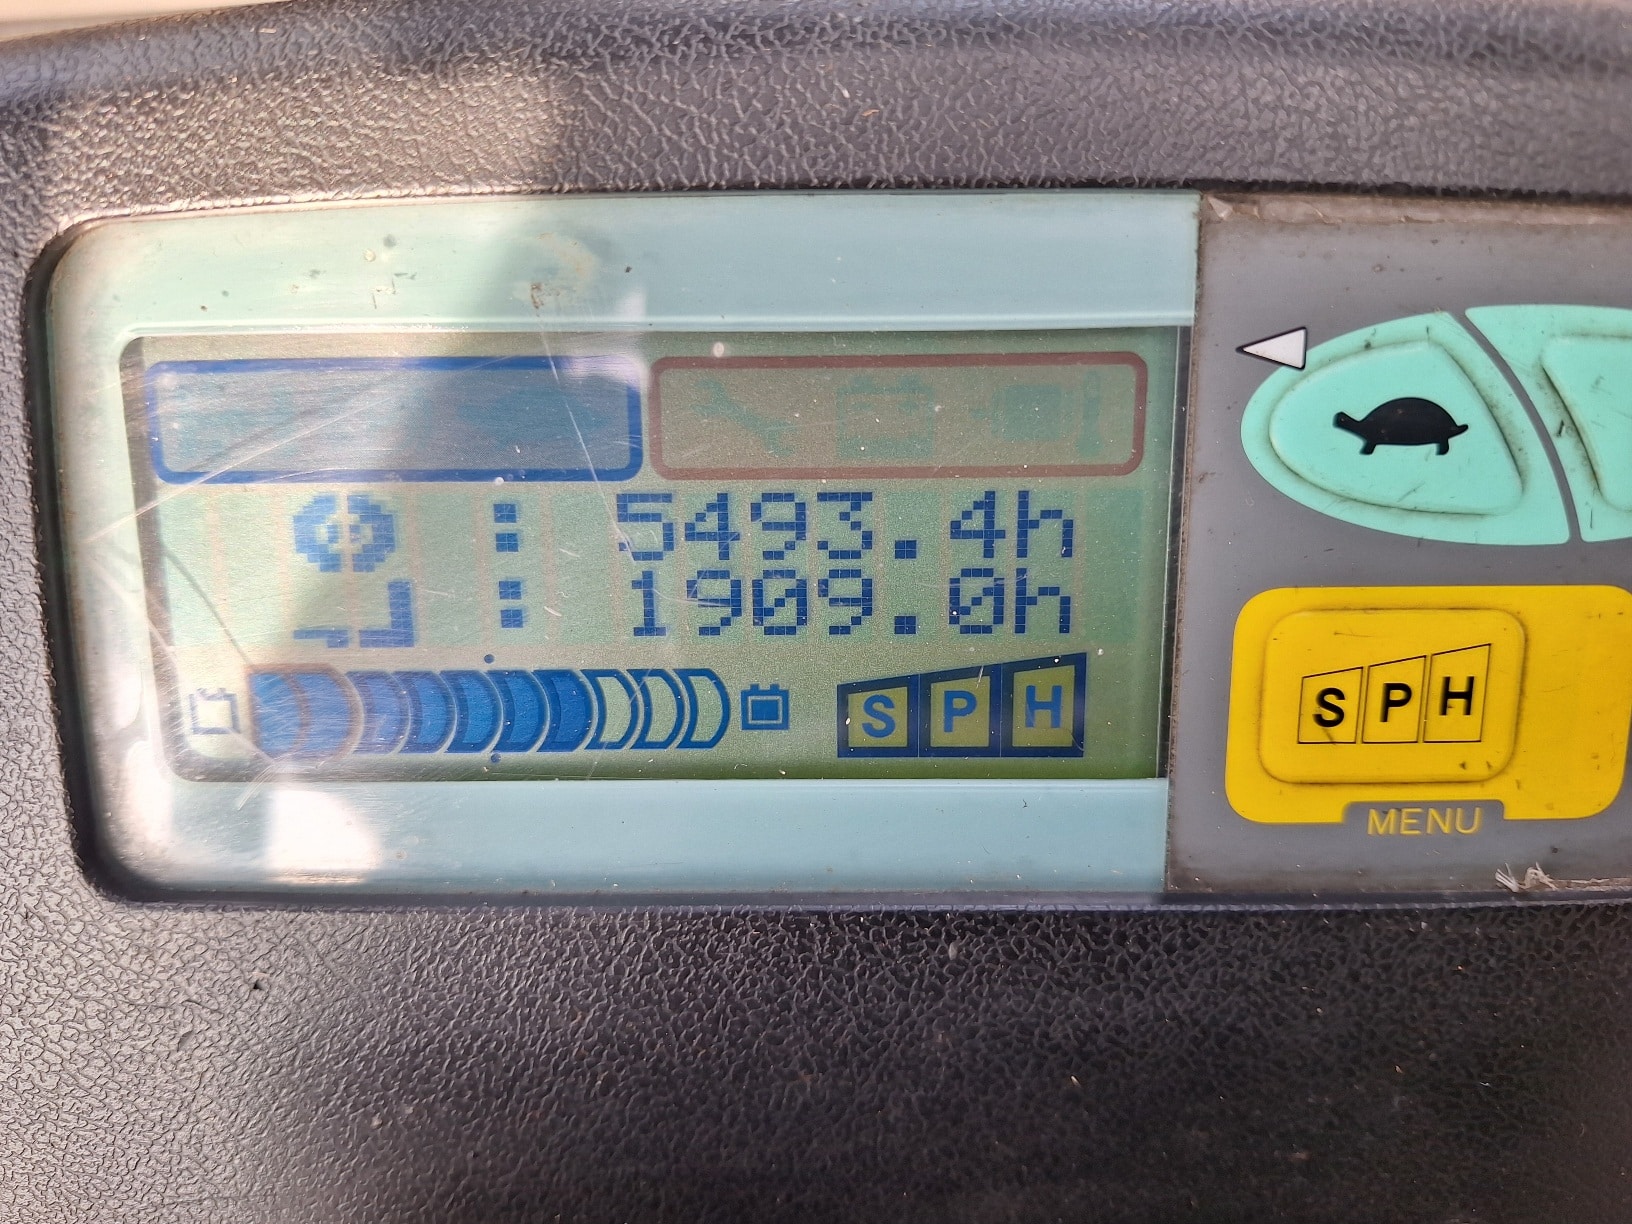 : 5493.4h
: 1909.0h
S P H
S P H
MENU